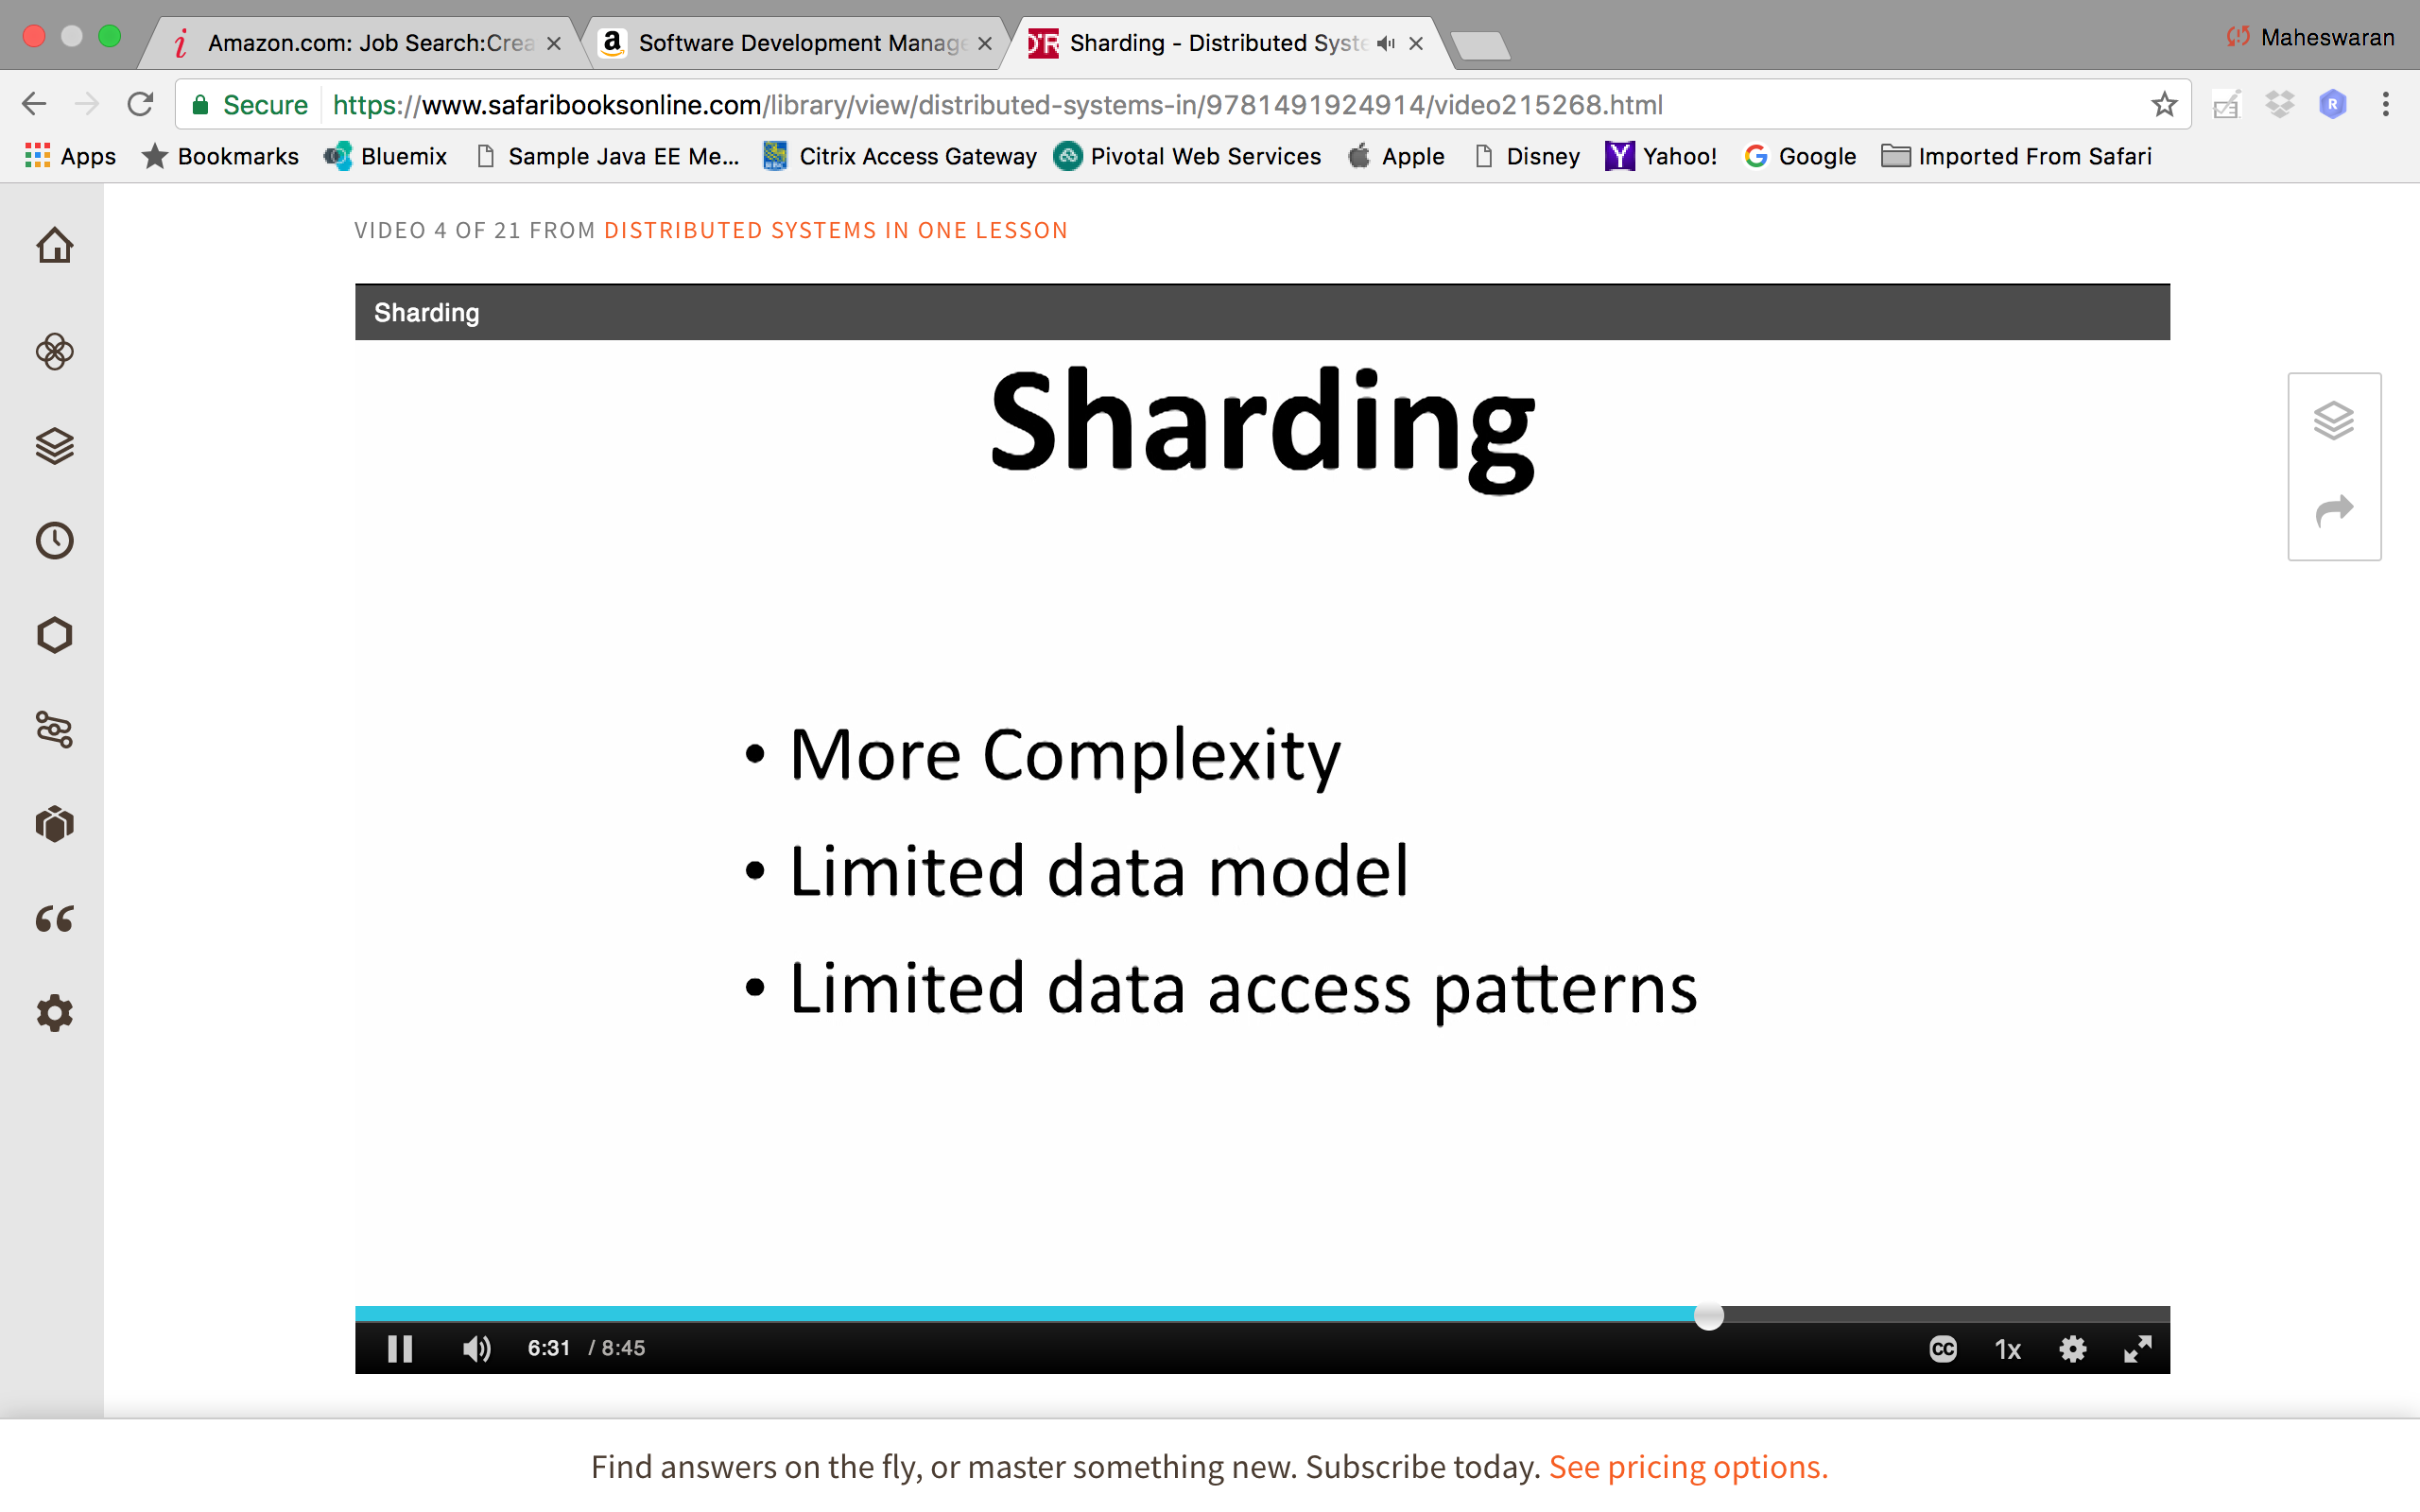 Amazon.com: Job Search:Crea
Software Development Manage
Sharding - Distributed Syste
Maheswaran
Secure https://www.safaribooksonline.com/library/view/distributed-systems-in/9781491924914/video215268.html
Apps Bookmarks Bluemix Sample Java EE Me... Citrix Access Gateway Pivotal Web Services Apple Disney Yahoo! Google Imported From Safari
VIDEO 4 OF 21 FROM DISTRIBUTED SYSTEMS IN ONE LESSON
Sharding
Sharding
• More Complexity
• Limited data model
• Limited data access patterns
6:31 / 8:45
CC 1x
Find answers on the fly, or master something new. Subscribe today. See pricing options.